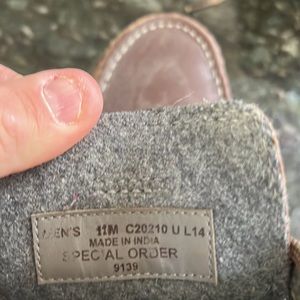 MEN'S 11M C20210 U L14
MADE IN INDIA
SPECIAL ORDER
9139